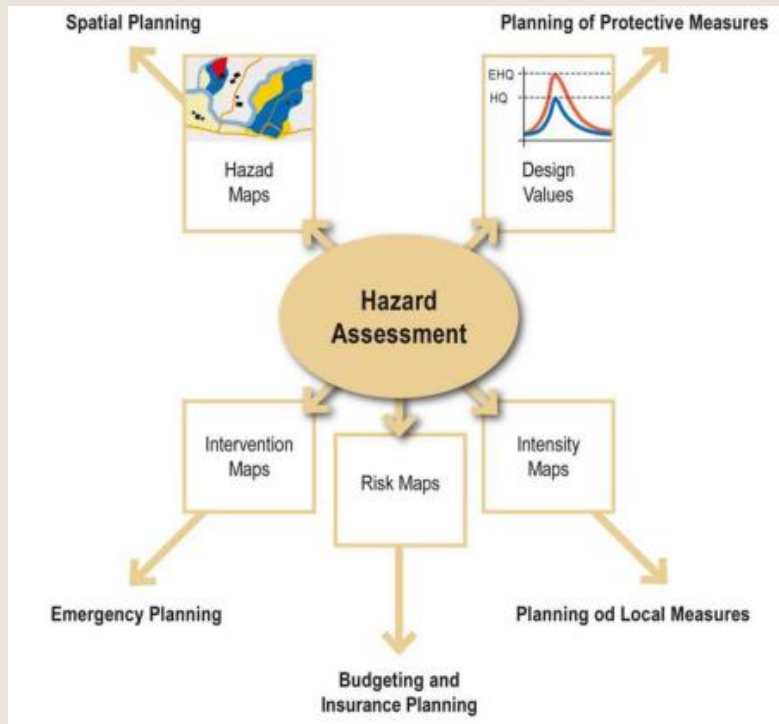 Spatial Planning
Planning of Protective Measures
EHQ
HQ
Hazad
Maps
Design
Values
Hazard
Assessment
Intervention
Maps
Risk Maps
Intensity
Maps
Emergency Planning
Planning od Local Measures
Budgeting and
Insurance Planning